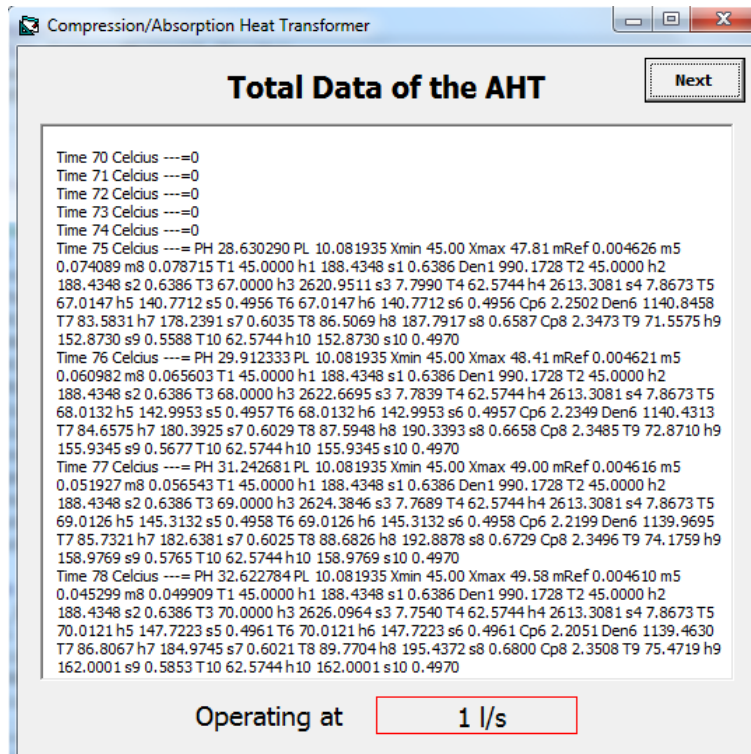 Compression/Absorption Heat Transformer
Total Data of the AHT
Next
Time 70 Celcius ---=0
Time 71 Celcius ---=0
Time 72 Celcius ---=0
Time 73 Celcius ---=0
Time 74 Celcius ---=0
Time 75 Celcius ---= PH 28.630290 PL 10.081935 Xmin 45.00 Xmax 47.81 mRef 0.004626 m5
0.074089 m8 0.078715 T1 45.0000 h1 188.4348 s1 0.6386 Den1 990.1728 T2 45.0000 h2
188.4348 s2 0.6386 T3 67.0000 h3 2620.9511 s3 7.7990 T4 62.5744 h4 2613.3081 s4 7.8673 T5
67.0147 h5 140.7712 s5 0.4956 T6 67.0147 h6 140.7712 s6 0.4956 Cp6 2.2502 Den6 1140.8458
T7 83.5831 h7 178.2391 s7 0.6035 T8 86.5069 h8 187.7917 s8 0.6587 Cp8 2.3473 T9 71.5575 h9
152.8730 s9 0.5588 T10 62.5744 h10 152.8730 s10 0.4970
Time 76 Celcius ---= PH 29.912333 PL 10.081935 Xmin 45.00 Xmax 48.41 mRef 0.004621 m5
0.060982 m8 0.065603 T1 45.0000 h1 188.4348 s1 0.6386 Den1 990.1728 T2 45.0000 h2
188.4348 s2 0.6386 T3 68.0000 h3 2622.6695 s3 7.7839 T4 62.5744 h4 2613.3081 s4 7.8673 T5
68.0132 h5 142.9953 s5 0.4957 T6 68.0132 h6 142.9953 s6 0.4957 Cp6 2.2349 Den6 1140.4313
T7 84.6575 h7 180.3925 s7 0.6029 T8 87.5948 h8 190.3393 s8 0.6658 Cp8 2.3485 T9 72.8710 h9
155.9345 s9 0.5677 T10 62.5744 h10 155.9345 s10 0.4970
Time 77 Celcius ---= PH 31.242681 PL 10.081935 Xmin 45.00 Xmax 49.00 mRef 0.004616 m5
0.051927 m8 0.056543 T1 45.0000 h1 188.4348 s1 0.6386 Den1 990.1728 T2 45.0000 h2
188.4348 s2 0.6386 T3 69.0000 h3 2624.3846 s3 7.7689 T4 62.5744 h4 2613.3081 s4 7.8673 T5
69.0126 h5 145.3132 s5 0.4958 T6 69.0126 h6 145.3132 s6 0.4958 Cp6 2.2199 Den6 1139.9695
T7 85.7321 h7 182.6381 s7 0.6025 T8 88.6826 h8 192.8878 s8 0.6729 Cp8 2.3496 T9 74.1759 h9
158.9769 s9 0.5765 T10 62.5744 h10 158.9769 s10 0.4970
Time 78 Celcius ---= PH 32.622784 PL 10.081935 Xmin 45.00 Xmax 49.58 mRef 0.004610 m5
0.045299 m8 0.049909 T1 45.0000 h1 188.4348 s1 0.6386 Den1 990.1728 T2 45.0000 h2
188.4348 s2 0.6386 T3 70.0000 h3 2626.0964 s3 7.7540 T4 62.5744 h4 2613.3081 s4 7.8673 T5
70.0121 h5 147.7223 s5 0.4961 T6 70.0121 h6 147.7223 s6 0.4961 Cp6 2.2051 Den6 1139.4630
T7 86.8067 h7 184.9745 s7 0.6021 T8 89.7704 h8 195.4372 s8 0.6800 Cp8 2.3508 T9 75.4719 h9
162.0001 s9 0.5853 T10 62.5744 h10 162.0001 s10 0.4970
Operating at
1 l/s